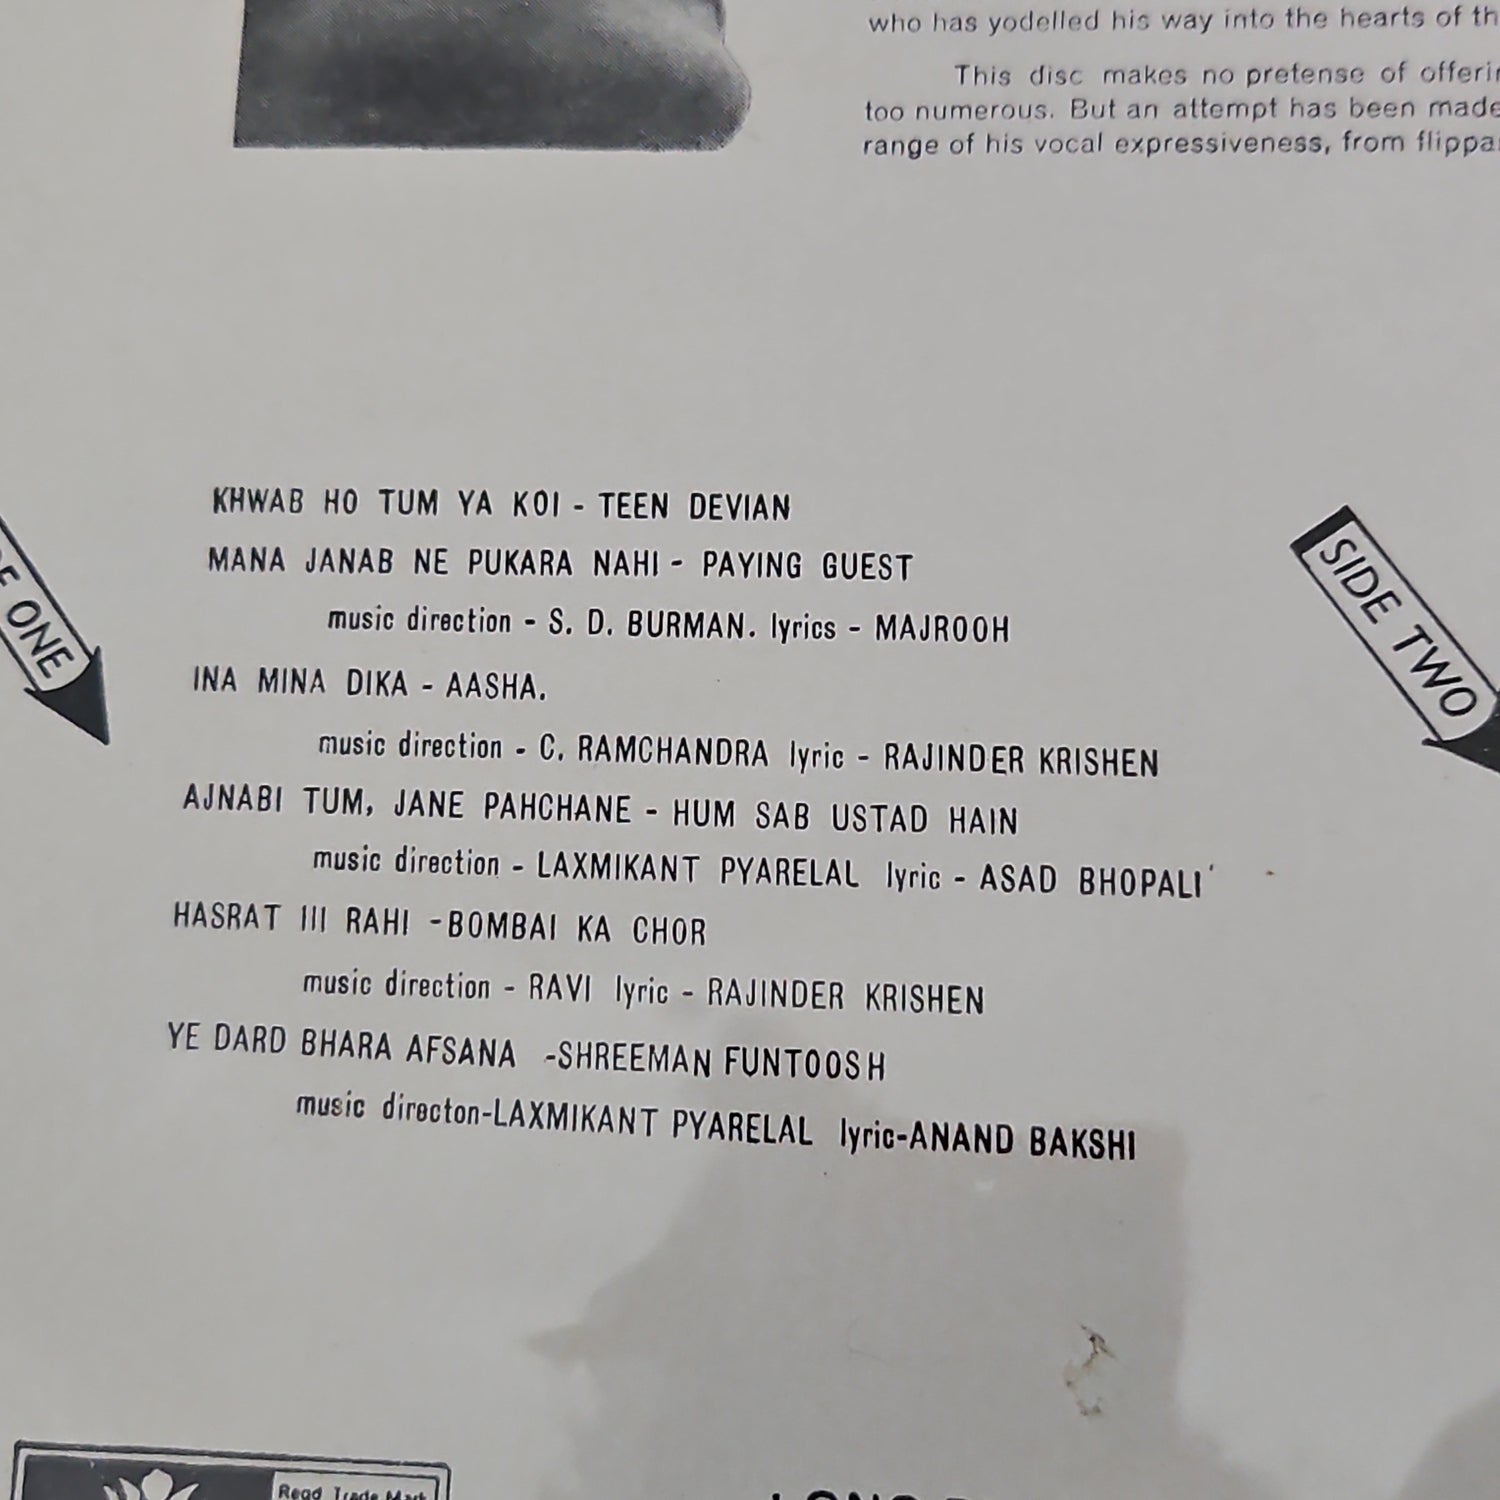 who has yodelled his way into the hearts of th
This disc makes no pretense of offerin
too numerous. But an attempt has been made
range of his vocal expressiveness, from flippa
KHWAB HO TUM YA KOI - TEEN DEVIAN
MANA JANAB NE PUKARA NAHI - PAYING GUEST
music direction - S. D. BURMAN. lyrics - MAJROOH
INA MINA DIKA - AASHA.
music direction - C. RAMCHANDRA lyric - RAJINDER KRISHEN
AJNABI TUM, JANE PAHCHANE - HUM SAB USTAD HAIN
music direction - LAXMIKANT PYARELAL lyric - ASAD BHOPALI
HASRAT III RAHI -BOMBAI KA CHOR
music direction - RAVI lyric - RAJINDER KRISHEN
YE DARD BHARA AFSANA -SHREEMAN FUNTOOSH
music directon-LAXMIKANT PYARELAL lyric-ANAND BAKSHI
ONE
SIDE TWO